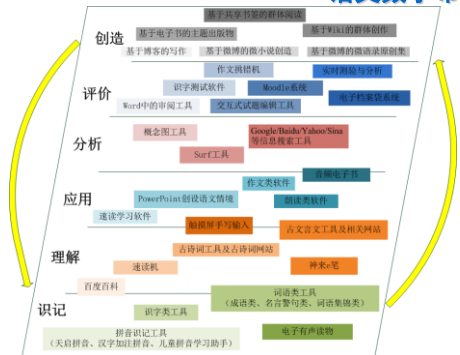 基于共享书签的群体阅读
创造
基于电子书的主题出版物
基于Wiki的群体创作
基于博客的写作
基于微博的微小说创造
基于微博的微语录原创集
作文挑错机
实时测验与分析
评价
识字测试软件
Moodle系统
电子档案袋系统
Word中的审阅工具
交互式试题编辑工具
分析
概念图工具
Google/Baidu/Yahoo/Sina
等信息搜索工具
Surf工具
音频电子书
作文类软件
应用
PowerPoint创设语文情境
朗读类软件
速读学习软件
触摸屏手写输入
古文言文工具及相关网站
理解
古诗词工具及古诗词网站
速读机
神来e笔
百度百科
词语类工具
(成语类、名言警句类、词语集锦类)
识记
识字类工具
拼音识记工具
(天启拼音、汉字加注拼音、儿童拼音学习助手)
电子有声读物